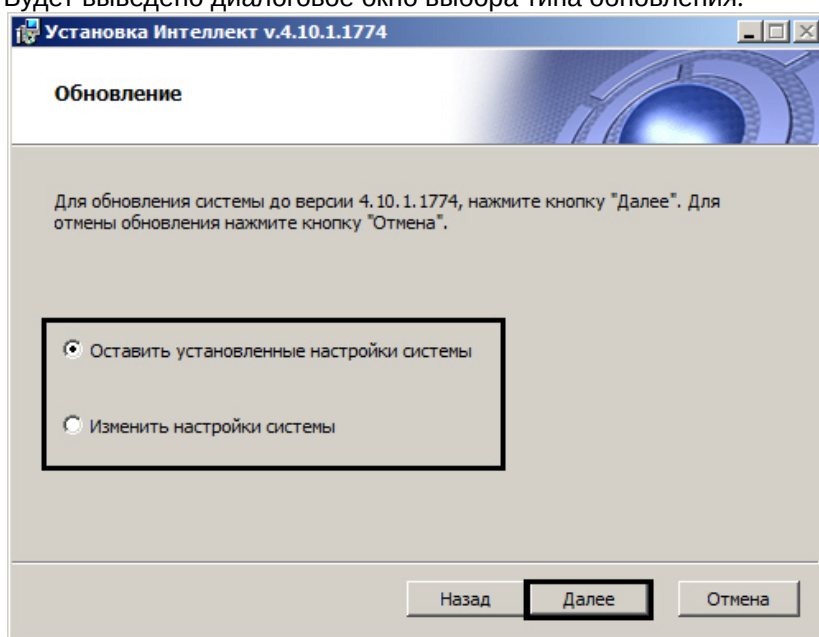 Будет выведено диалоговое окно выбора типа обновления.
Установка Интеллект v.4.10.1.1774
Обновление
Для обновления системы до версии 4.10.1.1774, нажмите кнопку "Далее". Для
отмены обновления нажмите кнопку "Отмена".
Оставить установленные настройки системы
Изменить настройки системы
Назад Далее Отмена